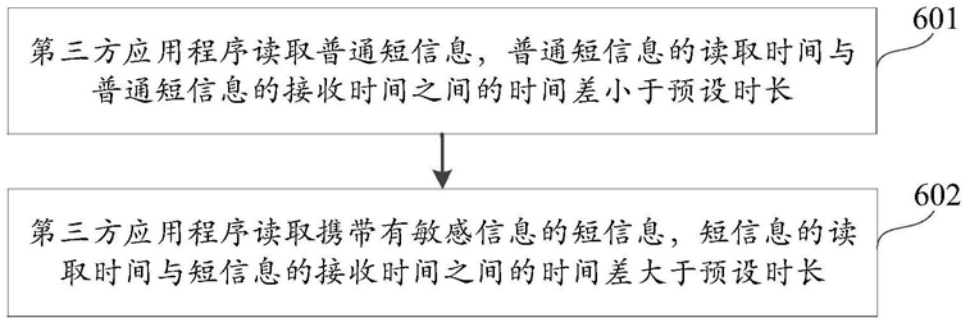 601
第三方应用程序读取普通短信息，普通短信息的读取时间与
普通短信息的接收时间之间的时间差小于预设时长
602
第三方应用程序读取携带有敏感信息的短信息，短信息的读
取时间与短信息的接收时间之间的时间差大于预设时长